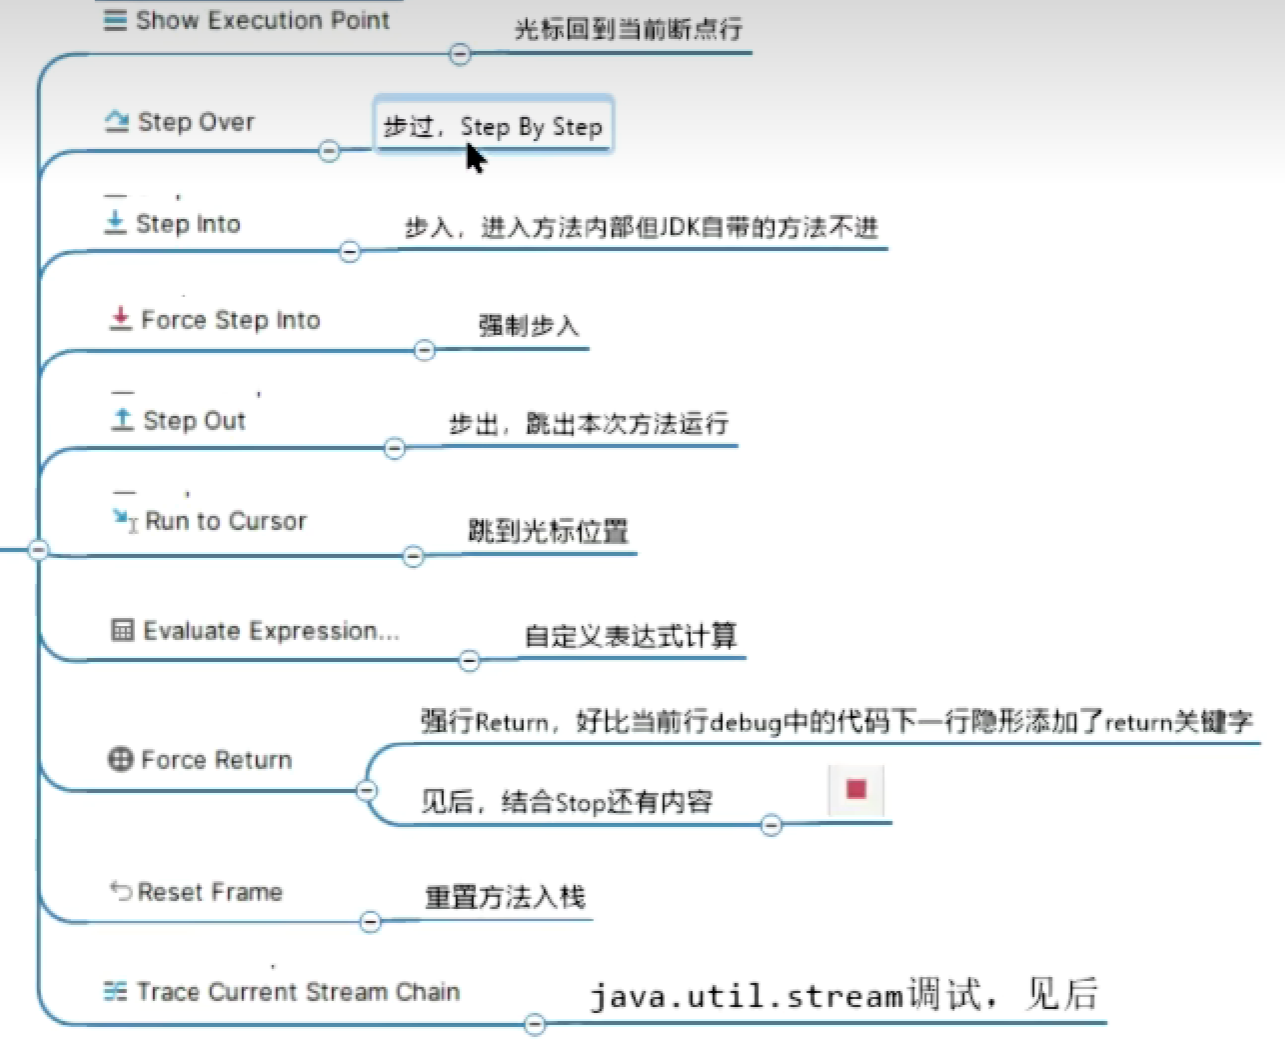 Show Execution Point
光标回到当前断点行
Step Over
步过，Step By Step
Step Into
步入，进入方法内部但JDK自带的方法不进
Force Step Into
强制步入
Step Out
步出，跳出本次方法运行
Run to Cursor
跳到光标位置
Evaluate Expression...
自定义表达式计算
Force Return
强行Return，好比当前行debug中的代码下一行隐形添加了return关键字
见后，结合Stop还有内容
Reset Frame
重置方法入栈
Trace Current Stream Chain
java.util.stream调试，见后